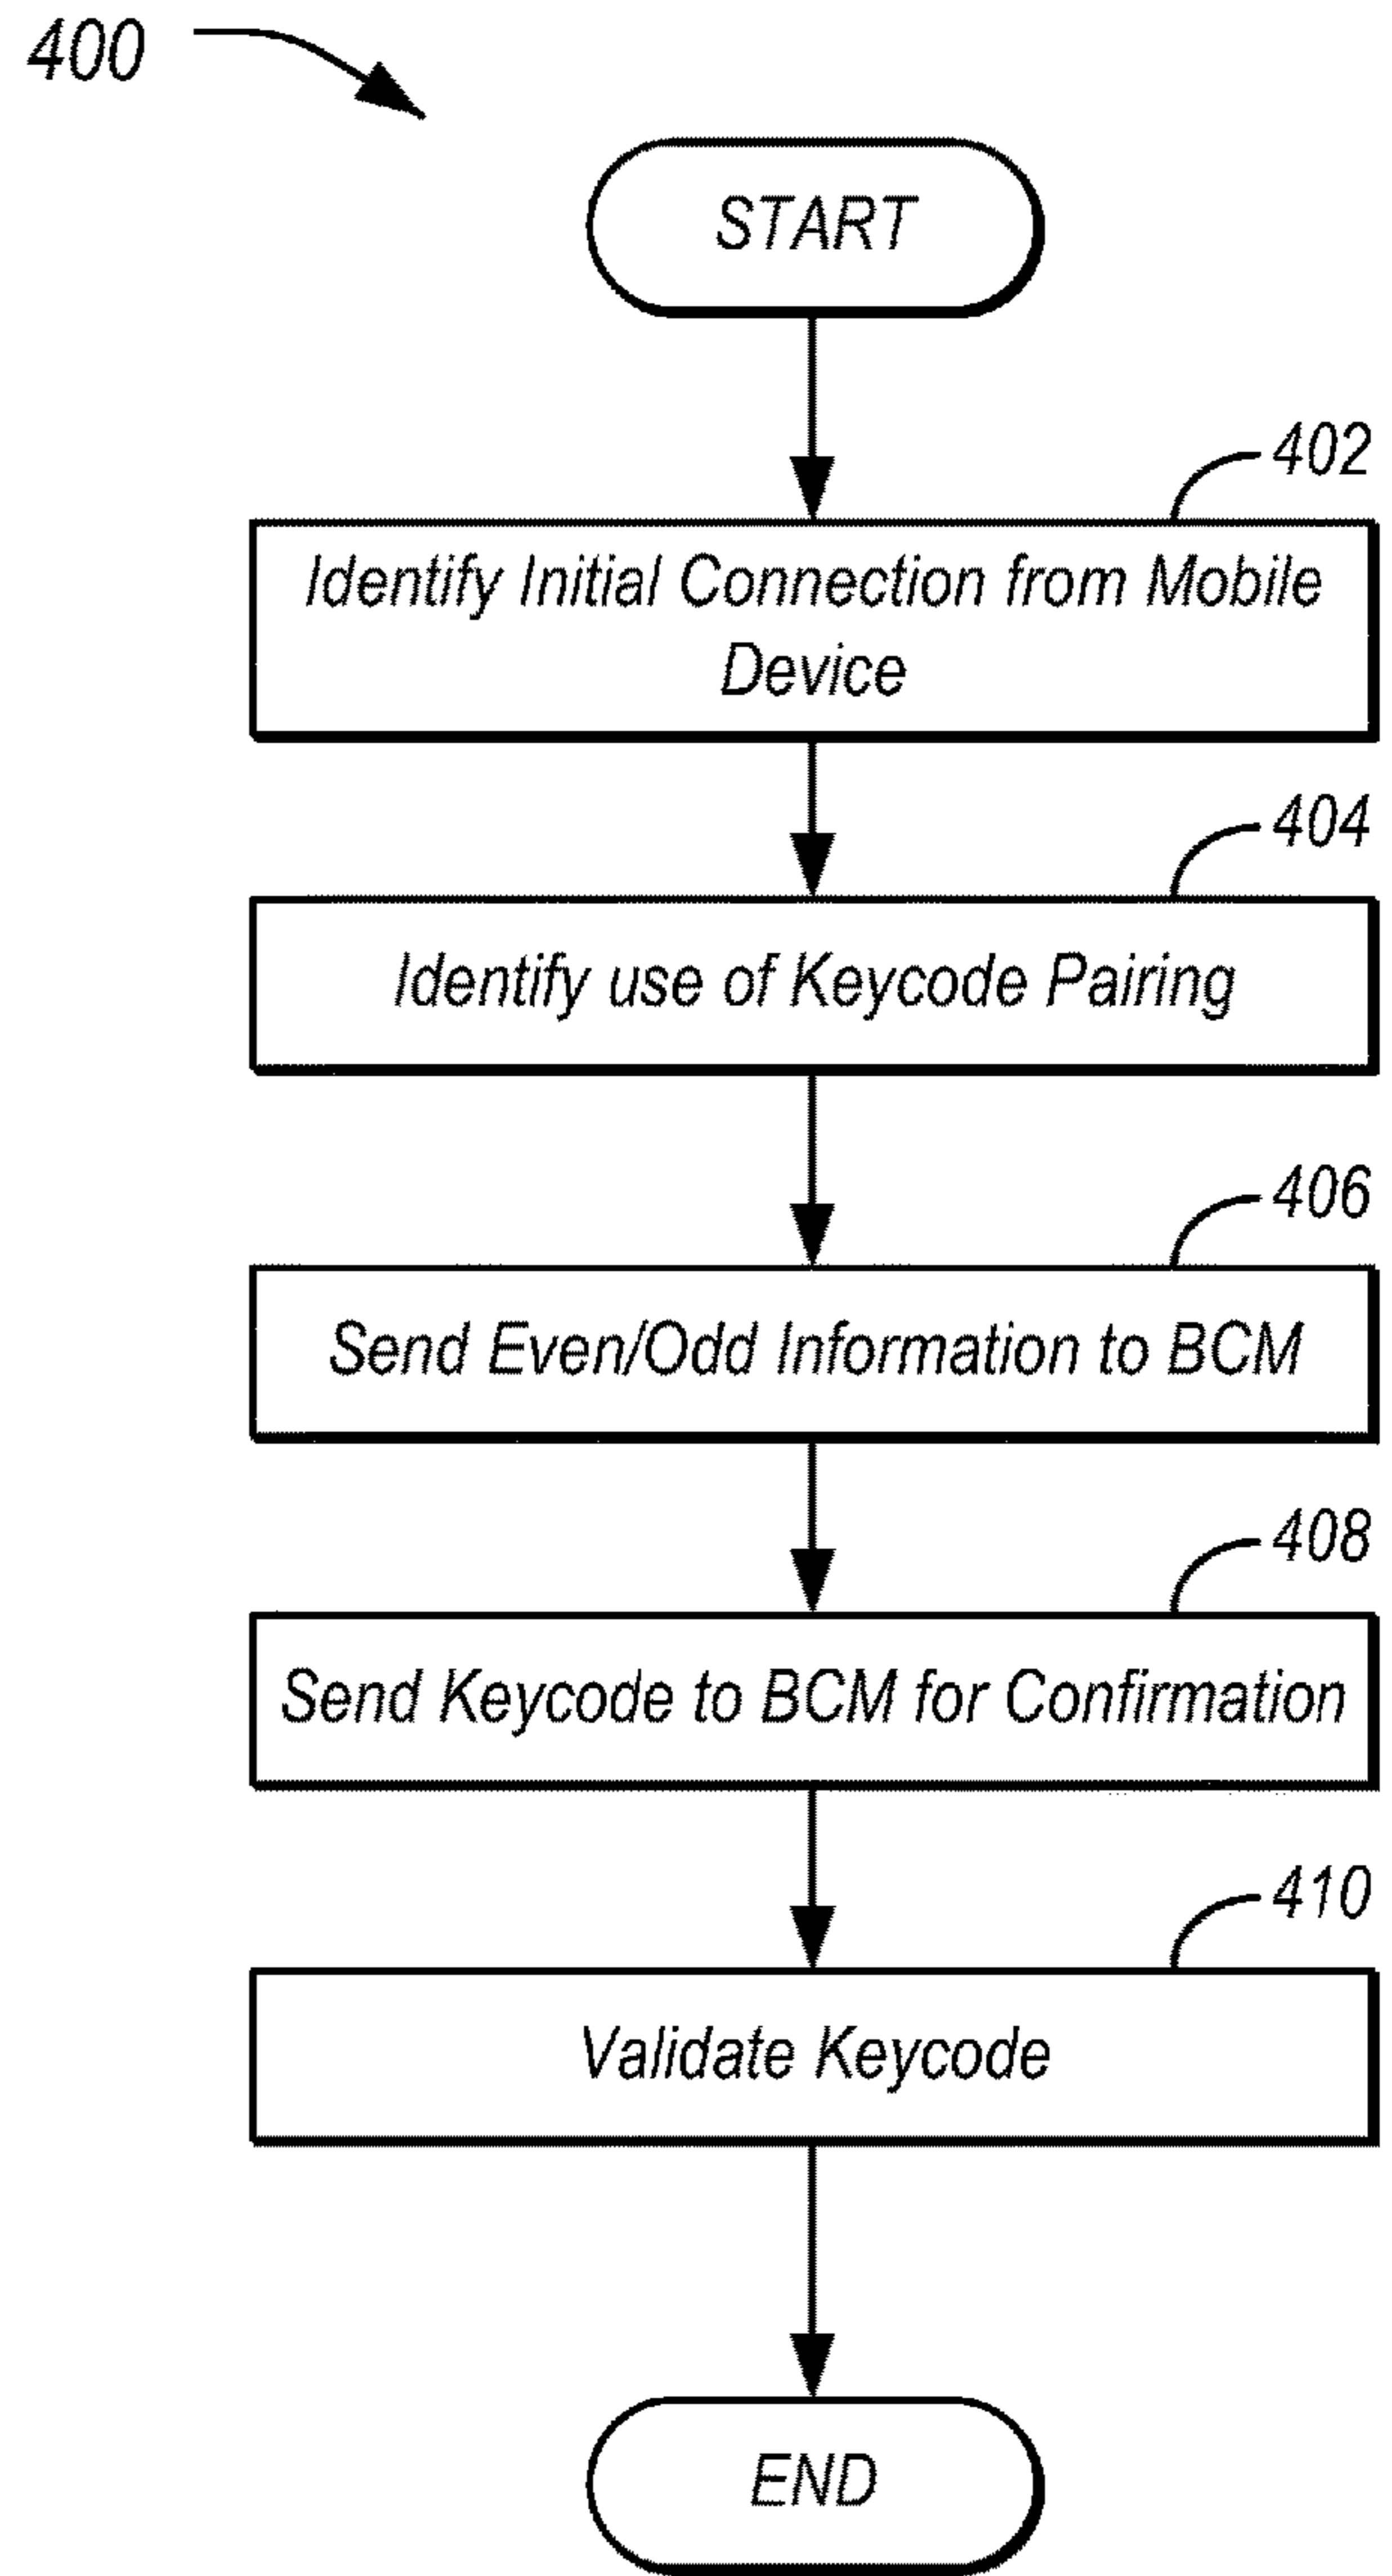 400
START
402
Identify Initial Connection from Mobile
Device
404
Identify use of Keycode Pairing
406
Send Even/Odd Information to BCM
408
Send Keycode to BCM for Confirmation
410
Validate Keycode
END